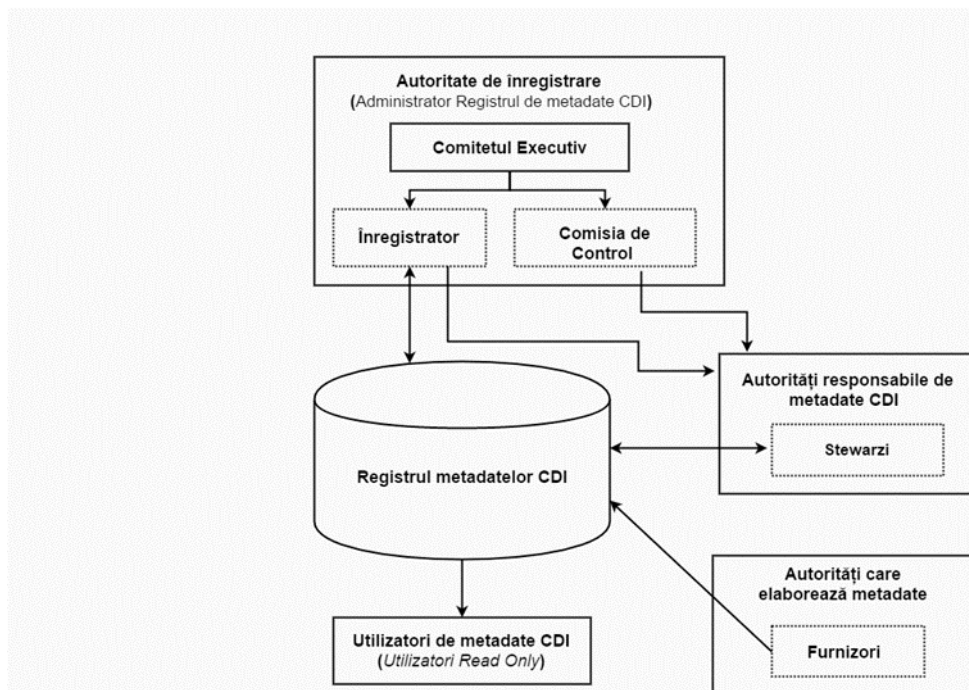 Autoritate de înregistrare
(Administrator Registrul de metadate CDI)
Comitetul Executiv
Înregistrator
Comisia de
Control
Autorități responsabile de
metadate CDI
Stewarzi
Registrul metadatelor CDI
Autorități care
elaborează metadate
Furnizori
Utilizatori de metadate CDI
(Utilizatori Read Only)